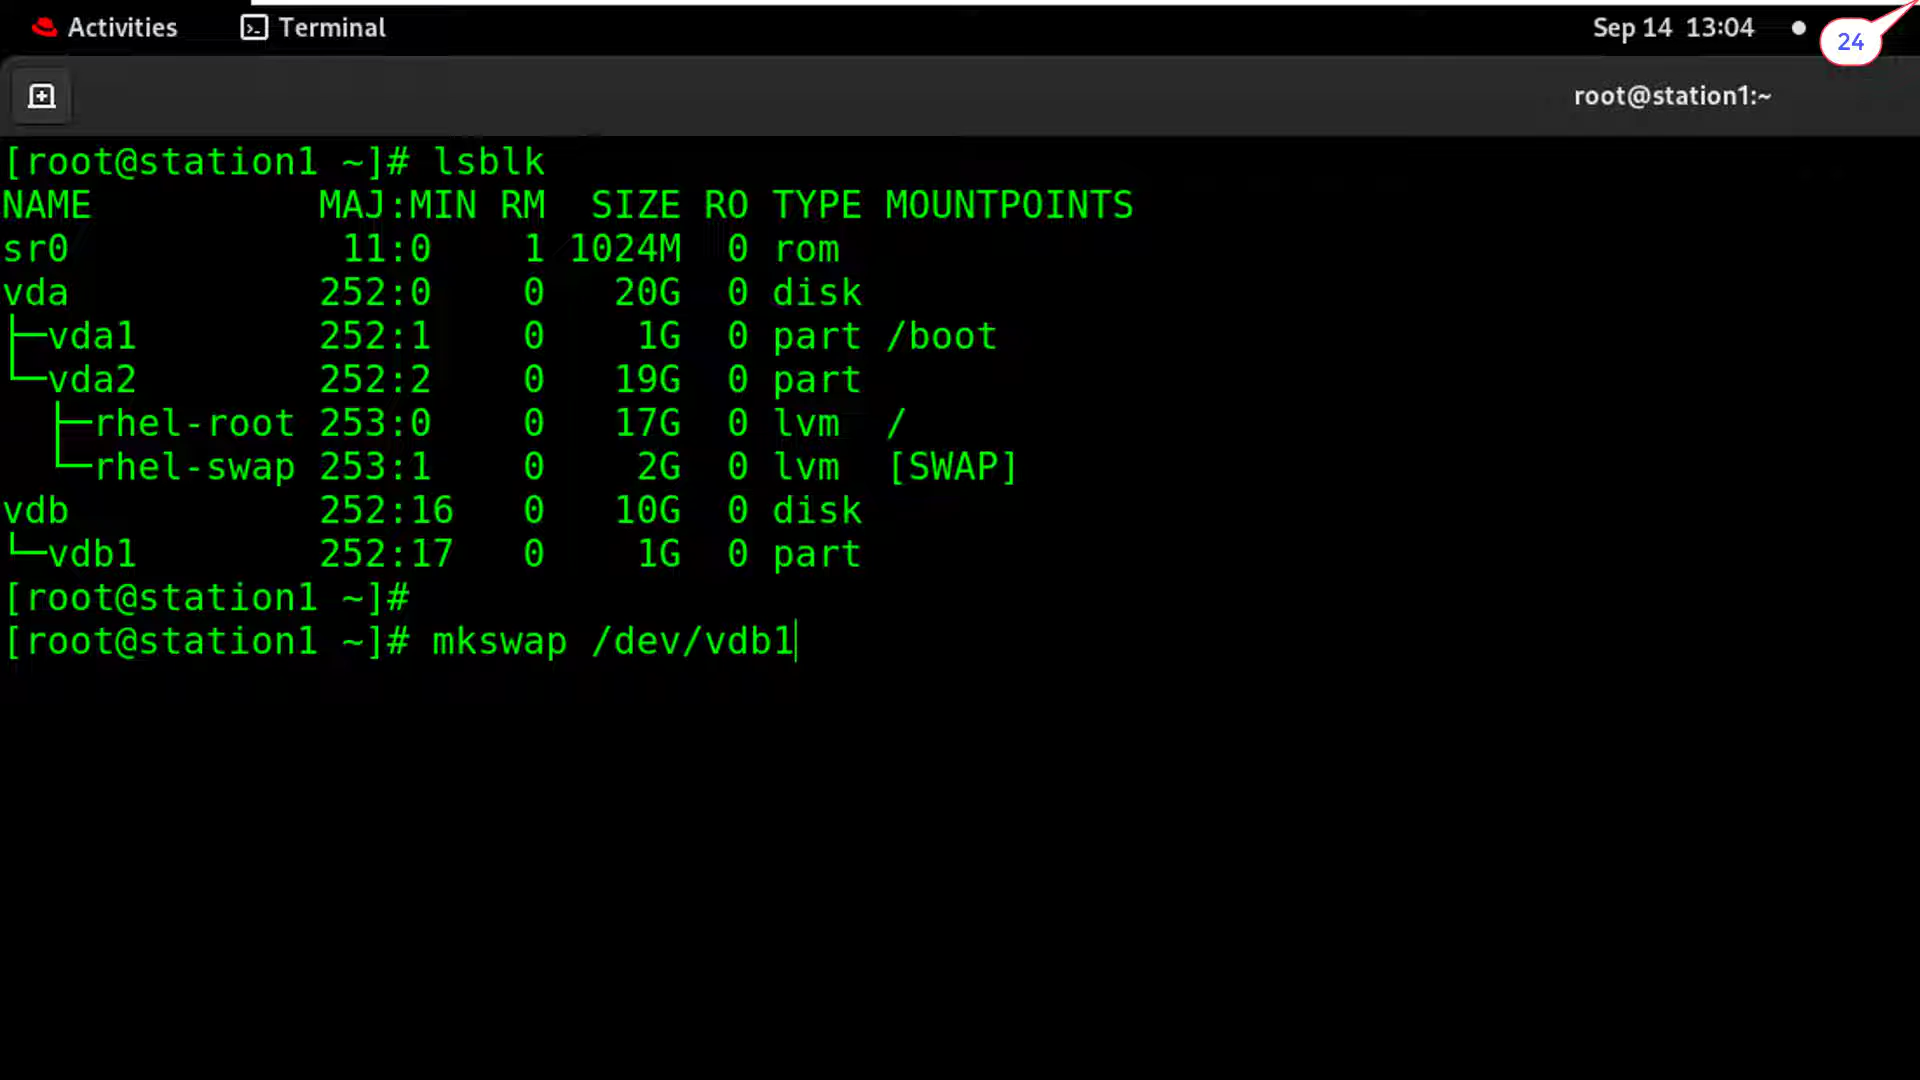 Activities Terminal Sep 14 13:04 24
root@station1:~
[root@station1 ~]# lsblk
NAME          MAJ:MIN RM  SIZE RO TYPE MOUNTPOINTS
sr0            11:0    1 1024M  0 rom
vda           252:0    0   20G  0 disk
├─vda1        252:1    0    1G  0 part /boot
└─vda2        252:2    0   19G  0 part
  ├─rhel-root 253:0    0   17G  0 lvm  /
  └─rhel-swap 253:1    0    2G  0 lvm  [SWAP]
vdb           252:16   0   10G  0 disk
└─vdb1        252:17   0    1G  0 part
[root@station1 ~]#
[root@station1 ~]# mkswap /dev/vdb1